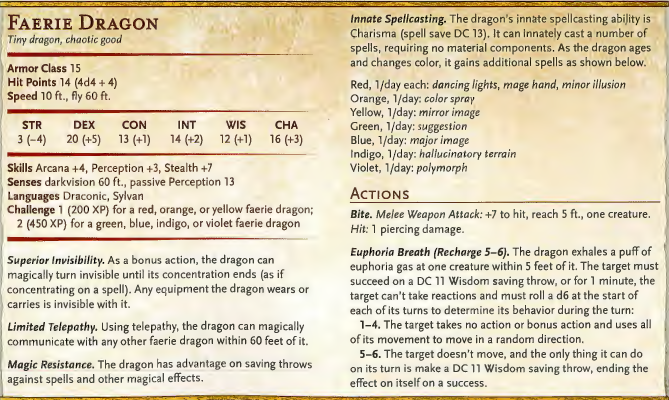 FAERIE DRAGON
Tiny dragon, chaotic good
Armor Class 15
Hit Points 14 (4d4 + 4)
Speed 10 ft., fly 60 ft.
STR DEX CON INT WIS CHA
3 (–4) 20 (+5) 13 (+1) 14 (+2) 12 (+1) 16 (+3)
Skills Arcana +4, Perception +3, Stealth +7
Senses darkvision 60 ft., passive Perception 13
Languages Draconic, Sylvan
Challenge 1 (200 XP) for a red, orange, or yellow faerie dragon;
2 (450 XP) for a green, blue, indigo, or violet faerie dragon
Superior Invisibility. As a bonus action, the dragon can
magically turn invisible until its concentration ends (as if
concentrating on a spell). Any equipment the dragon wears or
carries is invisible with it.
Limited Telepathy. Using telepathy, the dragon can magically
communicate with any other faerie dragon within 60 feet of it.
Magic Resistance. The dragon has advantage on saving throws
against spells and other magical effects.
Innate Spellcasting. The dragon's innate spellcasting ability is
Charisma (spell save DC 13). It can Innately cast a number of
spells, requiring no material components. As the dragon ages
and changes color, it gains additional spells as shown below.
Red, 1/day each: dancing lights, mage hand, minor illusion
Orange, 1/day: color spray
Yellow, 1/day: mirror image
Green, 1/day: suggestion
Blue, 1/day: major image
Indigo, 1/day: hallucinatory terrain
Violet, 1/day: polymorph
ACTIONS
Bite. Melee Weapon Attack: +7 to hit, reach 5 ft., one creature.
Hit: 1 piercing damage.
Euphoria Breath (Recharge 5–6). The dragon exhales a puff of
euphoria gas at one creature within 5 feet of it. The target must
succeed on a DC 11 Wisdom saving throw, or for 1 minute, the
target can't take reactions and must roll a d6 at the start of
each of its turns to determine its behavior during the turn:
1–4. The target takes no action or bonus action and uses all
of its movement to move in a random direction.
5–6. The target doesn't move, and the only thing it can do
on its turn is make a DC 11 Wisdom saving throw, ending the
effect on itself on a success.